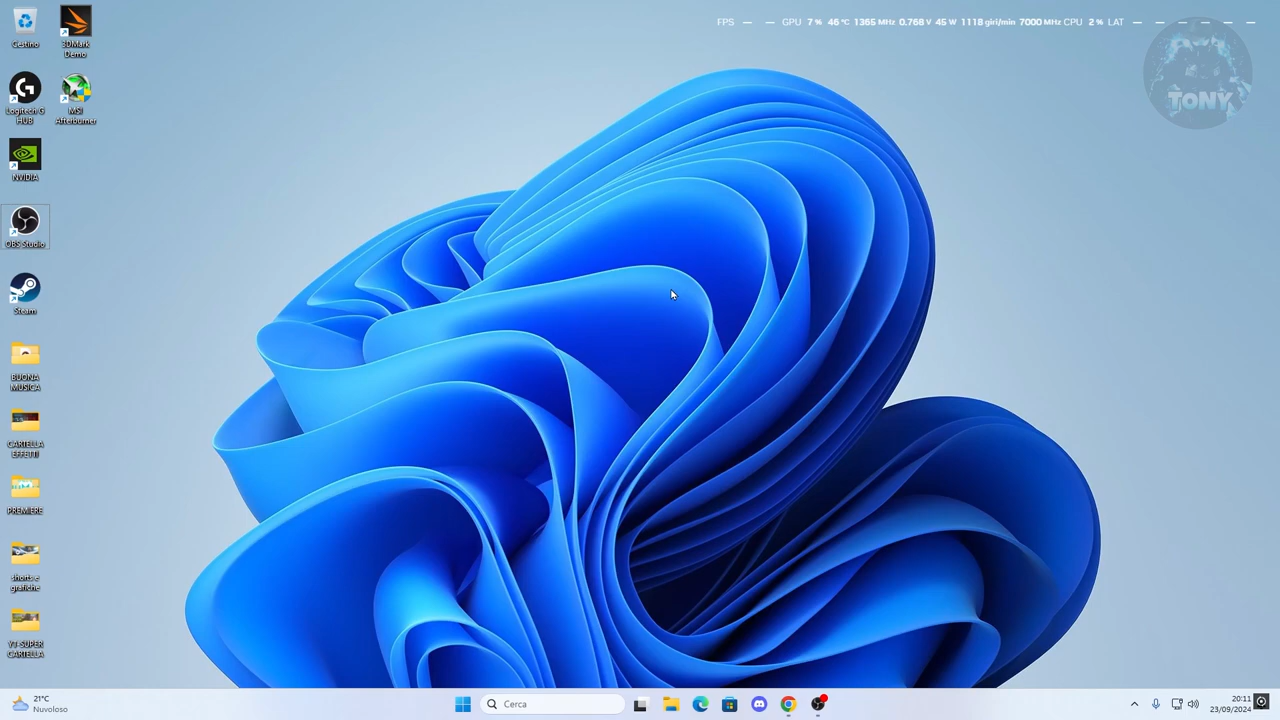 FPS — — GPU 7 % 46 °C 1365 MHz 0.768 V 45 W 1118 giri/min 7000 MHz CPU 2 % LAT — — — — — —
TONY
Cestino
3DMark Demo
Logitech G HUB
MSI Afterburner
NVIDIA
OBS Studio
Steam
BUONA MUSICA
CARTELLA EFFETTI
PREMIERE
shorts e grafiche
YT-SUPER CARTELLA
21°C
Nuvoloso
Cerca
20:11
23/09/2024